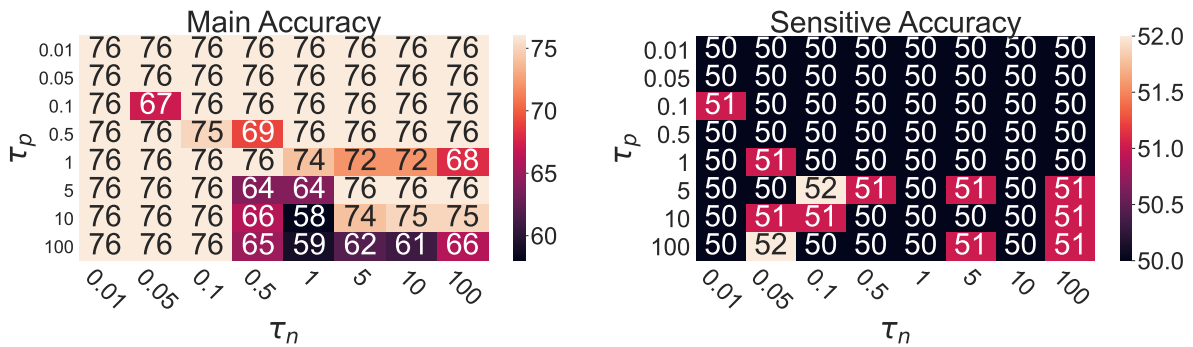 Main Accuracy
0.01 76 76 76 76 76 76 76 76
0.05 76 76 76 76 76 76 76 76
0.1 76 67 76 76 76 76 76 76
0.5 76 76 75 69 76 76 76 76
1 76 76 76 76 74 72 72 68
5 76 76 76 64 64 76 76 76
10 76 76 76 66 58 74 75 75
100 76 76 76 65 59 62 61 66
0.01 0.05 0.1 0.5 1 5 10 100
τp
τn
75
70
65
60
Sensitive Accuracy
0.01 50 50 50 50 50 50 50 50
0.05 50 50 50 50 50 50 50 50
0.1 51 50 50 50 50 50 50 50
0.5 50 50 50 50 50 50 50 50
1 50 51 50 50 50 50 50 50
5 50 50 52 51 50 51 50 51
10 50 51 51 50 50 50 50 51
100 50 52 50 50 50 51 50 51
0.01 0.05 0.1 0.5 1 5 10 100
τp
τn
52.0
51.5
51.0
50.5
50.0